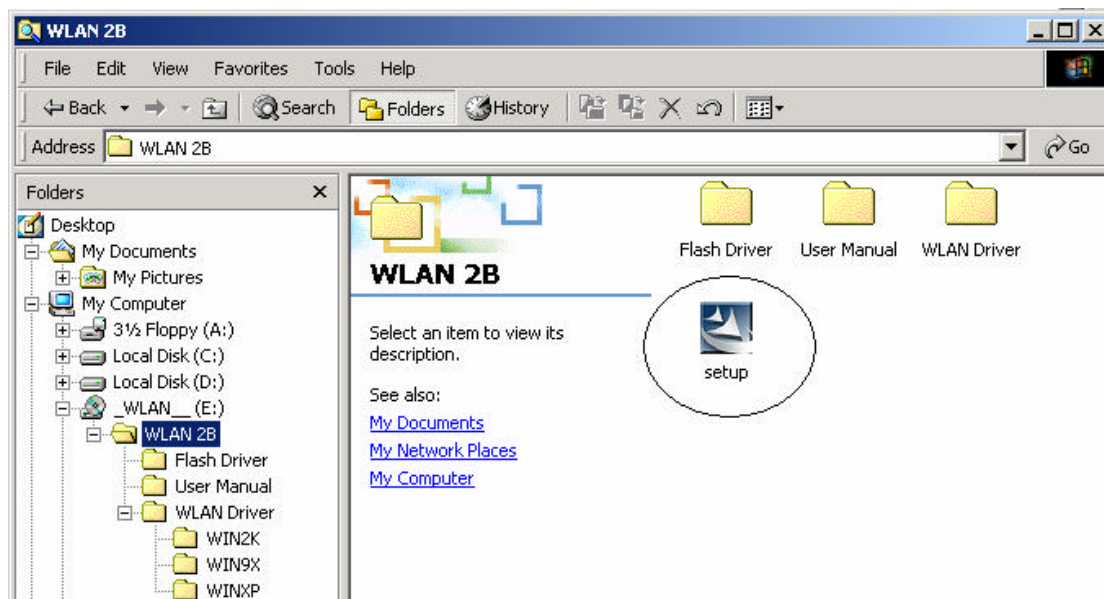 WLAN 2B
File Edit View Favorites Tools Help
Back Search Folders History
Address WLAN 2B Go
Folders
Desktop
My Documents
My Pictures
My Computer
3½ Floppy (A:)
Local Disk (C:)
Local Disk (D:)
_WLAN__ (E:)
WLAN 2B
Flash Driver
User Manual
WLAN Driver
WIN2K
WIN9X
WINXP
Flash Driver User Manual WLAN Driver
WLAN 2B
setup
Select an item to view its
description.
See also:
My Documents
My Network Places
My Computer